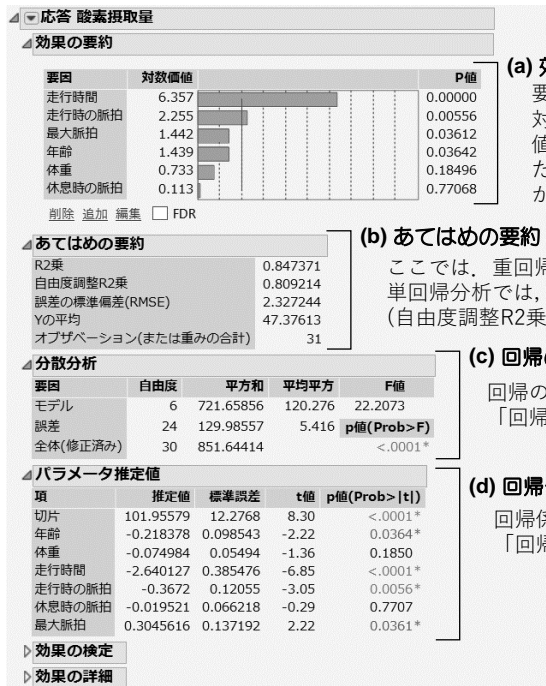 応答 酸素摂取量
効果の要約
要因 対数価値 P値
走行時間 6.357 0.00000
走行時の脈拍 2.255 0.00556
最大脈拍 1.442 0.03612
年齢 1.439 0.03642
体重 0.733 0.18496
休息時の脈拍 0.113 0.77068
削除 追加 編集 FDR
(a)
要
対
値
た
か
あてはめの要約
R2乗 0.847371
自由度調整R2乗 0.809214
誤差の標準偏差(RMSE) 2.327244
Yの平均 47.37613
オブザベーション(または重みの合計) 31
(b) あてはめの要約
ここでは，重回帰
単回帰分析では，
(自由度調整R2乗
分散分析
要因 自由度 平方和 平均平方 F値
モデル 6 721.65856 120.276 22.2073
誤差 24 129.98557 5.416 p値(Prob>F)
全体(修正済み) 30 851.64414 <.0001*
(c) 回帰の
回帰の
「回帰
パラメータ推定値
項 推定値 標準誤差 t値 p値(Prob>|t|)
切片 101.95579 12.2768 8.30 <.0001*
年齢 -0.218378 0.098543 -2.22 0.0364*
体重 -0.074984 0.05494 -1.36 0.1850
走行時間 -2.640127 0.385476 -6.85 <.0001*
走行時の脈拍 -0.3672 0.12055 -3.05 0.0056*
休息時の脈拍 -0.019521 0.066218 -0.29 0.7707
最大脈拍 0.3045616 0.137192 2.22 0.0361*
(d) 回帰
回帰係
「回帰
効果の検定
効果の詳細